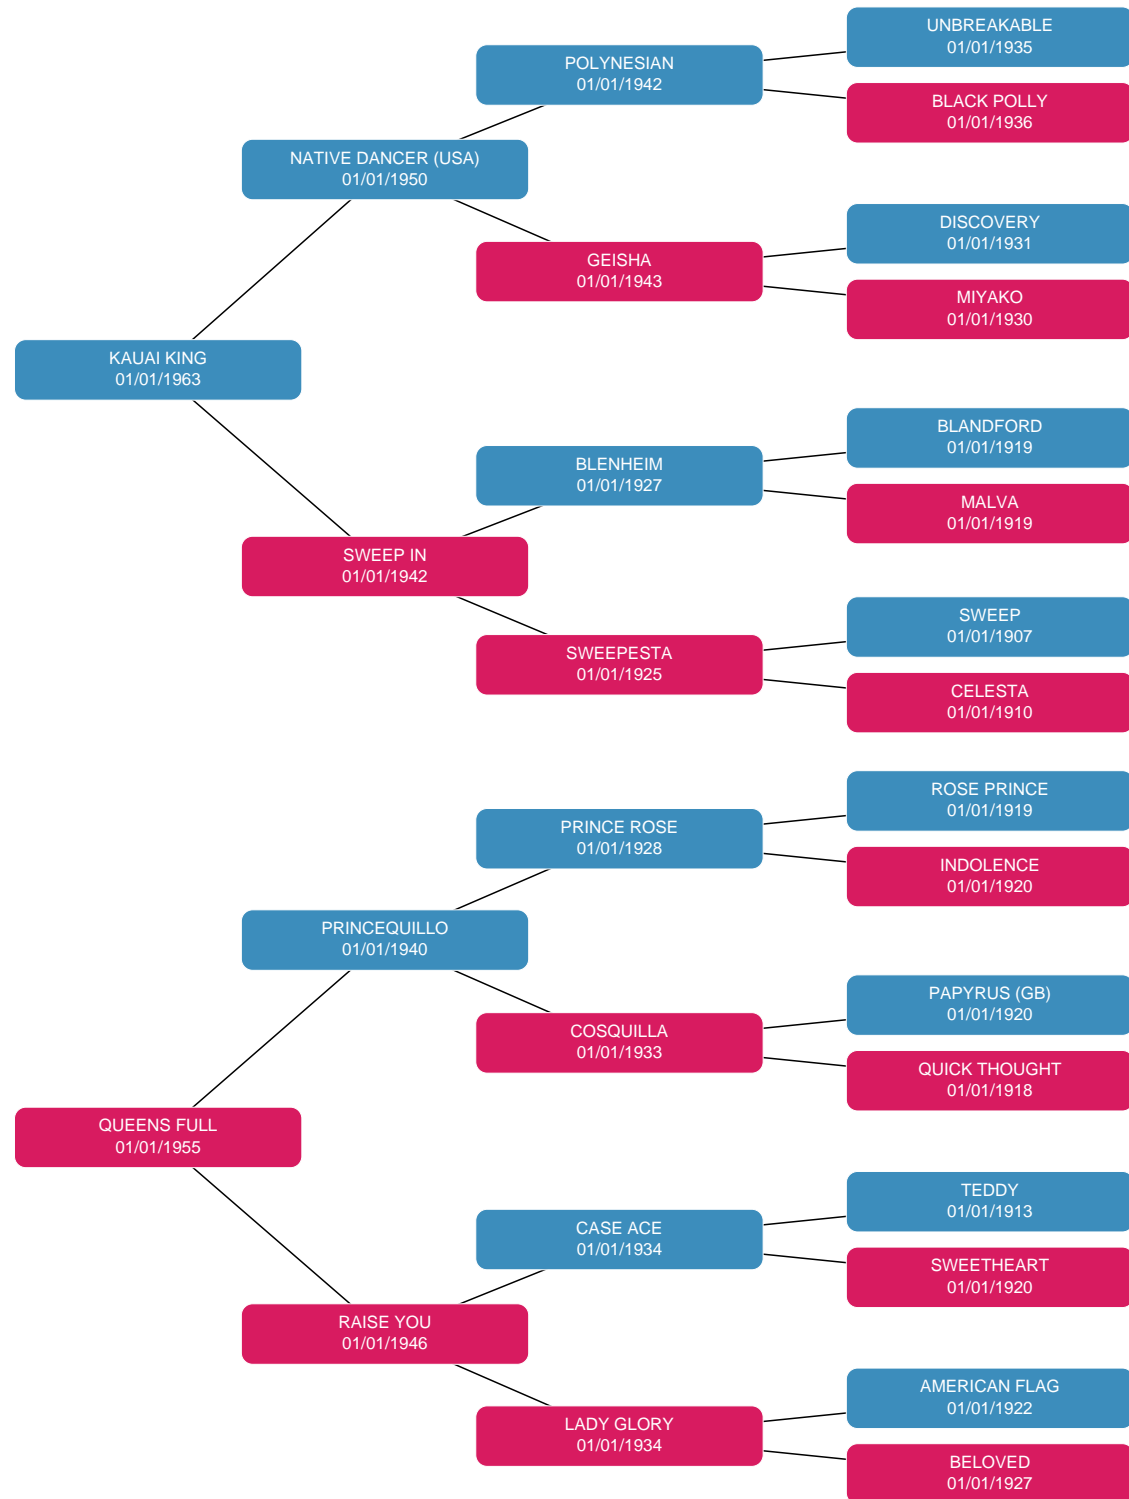 UNBREAKABLE
01/01/1935
POLYNESIAN
01/01/1942
BLACK POLLY
01/01/1936
NATIVE DANCER (USA)
01/01/1950
DISCOVERY
01/01/1931
GEISHA
01/01/1943
MIYAKO
01/01/1930
KAUAI KING
01/01/1963
BLANDFORD
01/01/1919
BLENHEIM
01/01/1927
MALVA
01/01/1919
SWEEP IN
01/01/1942
SWEEP
01/01/1907
SWEEPESTA
01/01/1925
CELESTA
01/01/1910
ROSE PRINCE
01/01/1919
PRINCE ROSE
01/01/1928
INDOLENCE
01/01/1920
PRINCEQUILLO
01/01/1940
PAPYRUS (GB)
01/01/1920
COSQUILLA
01/01/1933
QUICK THOUGHT
01/01/1918
QUEENS FULL
01/01/1955
TEDDY
01/01/1913
CASE ACE
01/01/1934
SWEETHEART
01/01/1920
RAISE YOU
01/01/1946
AMERICAN FLAG
01/01/1922
LADY GLORY
01/01/1934
BELOVED
01/01/1927